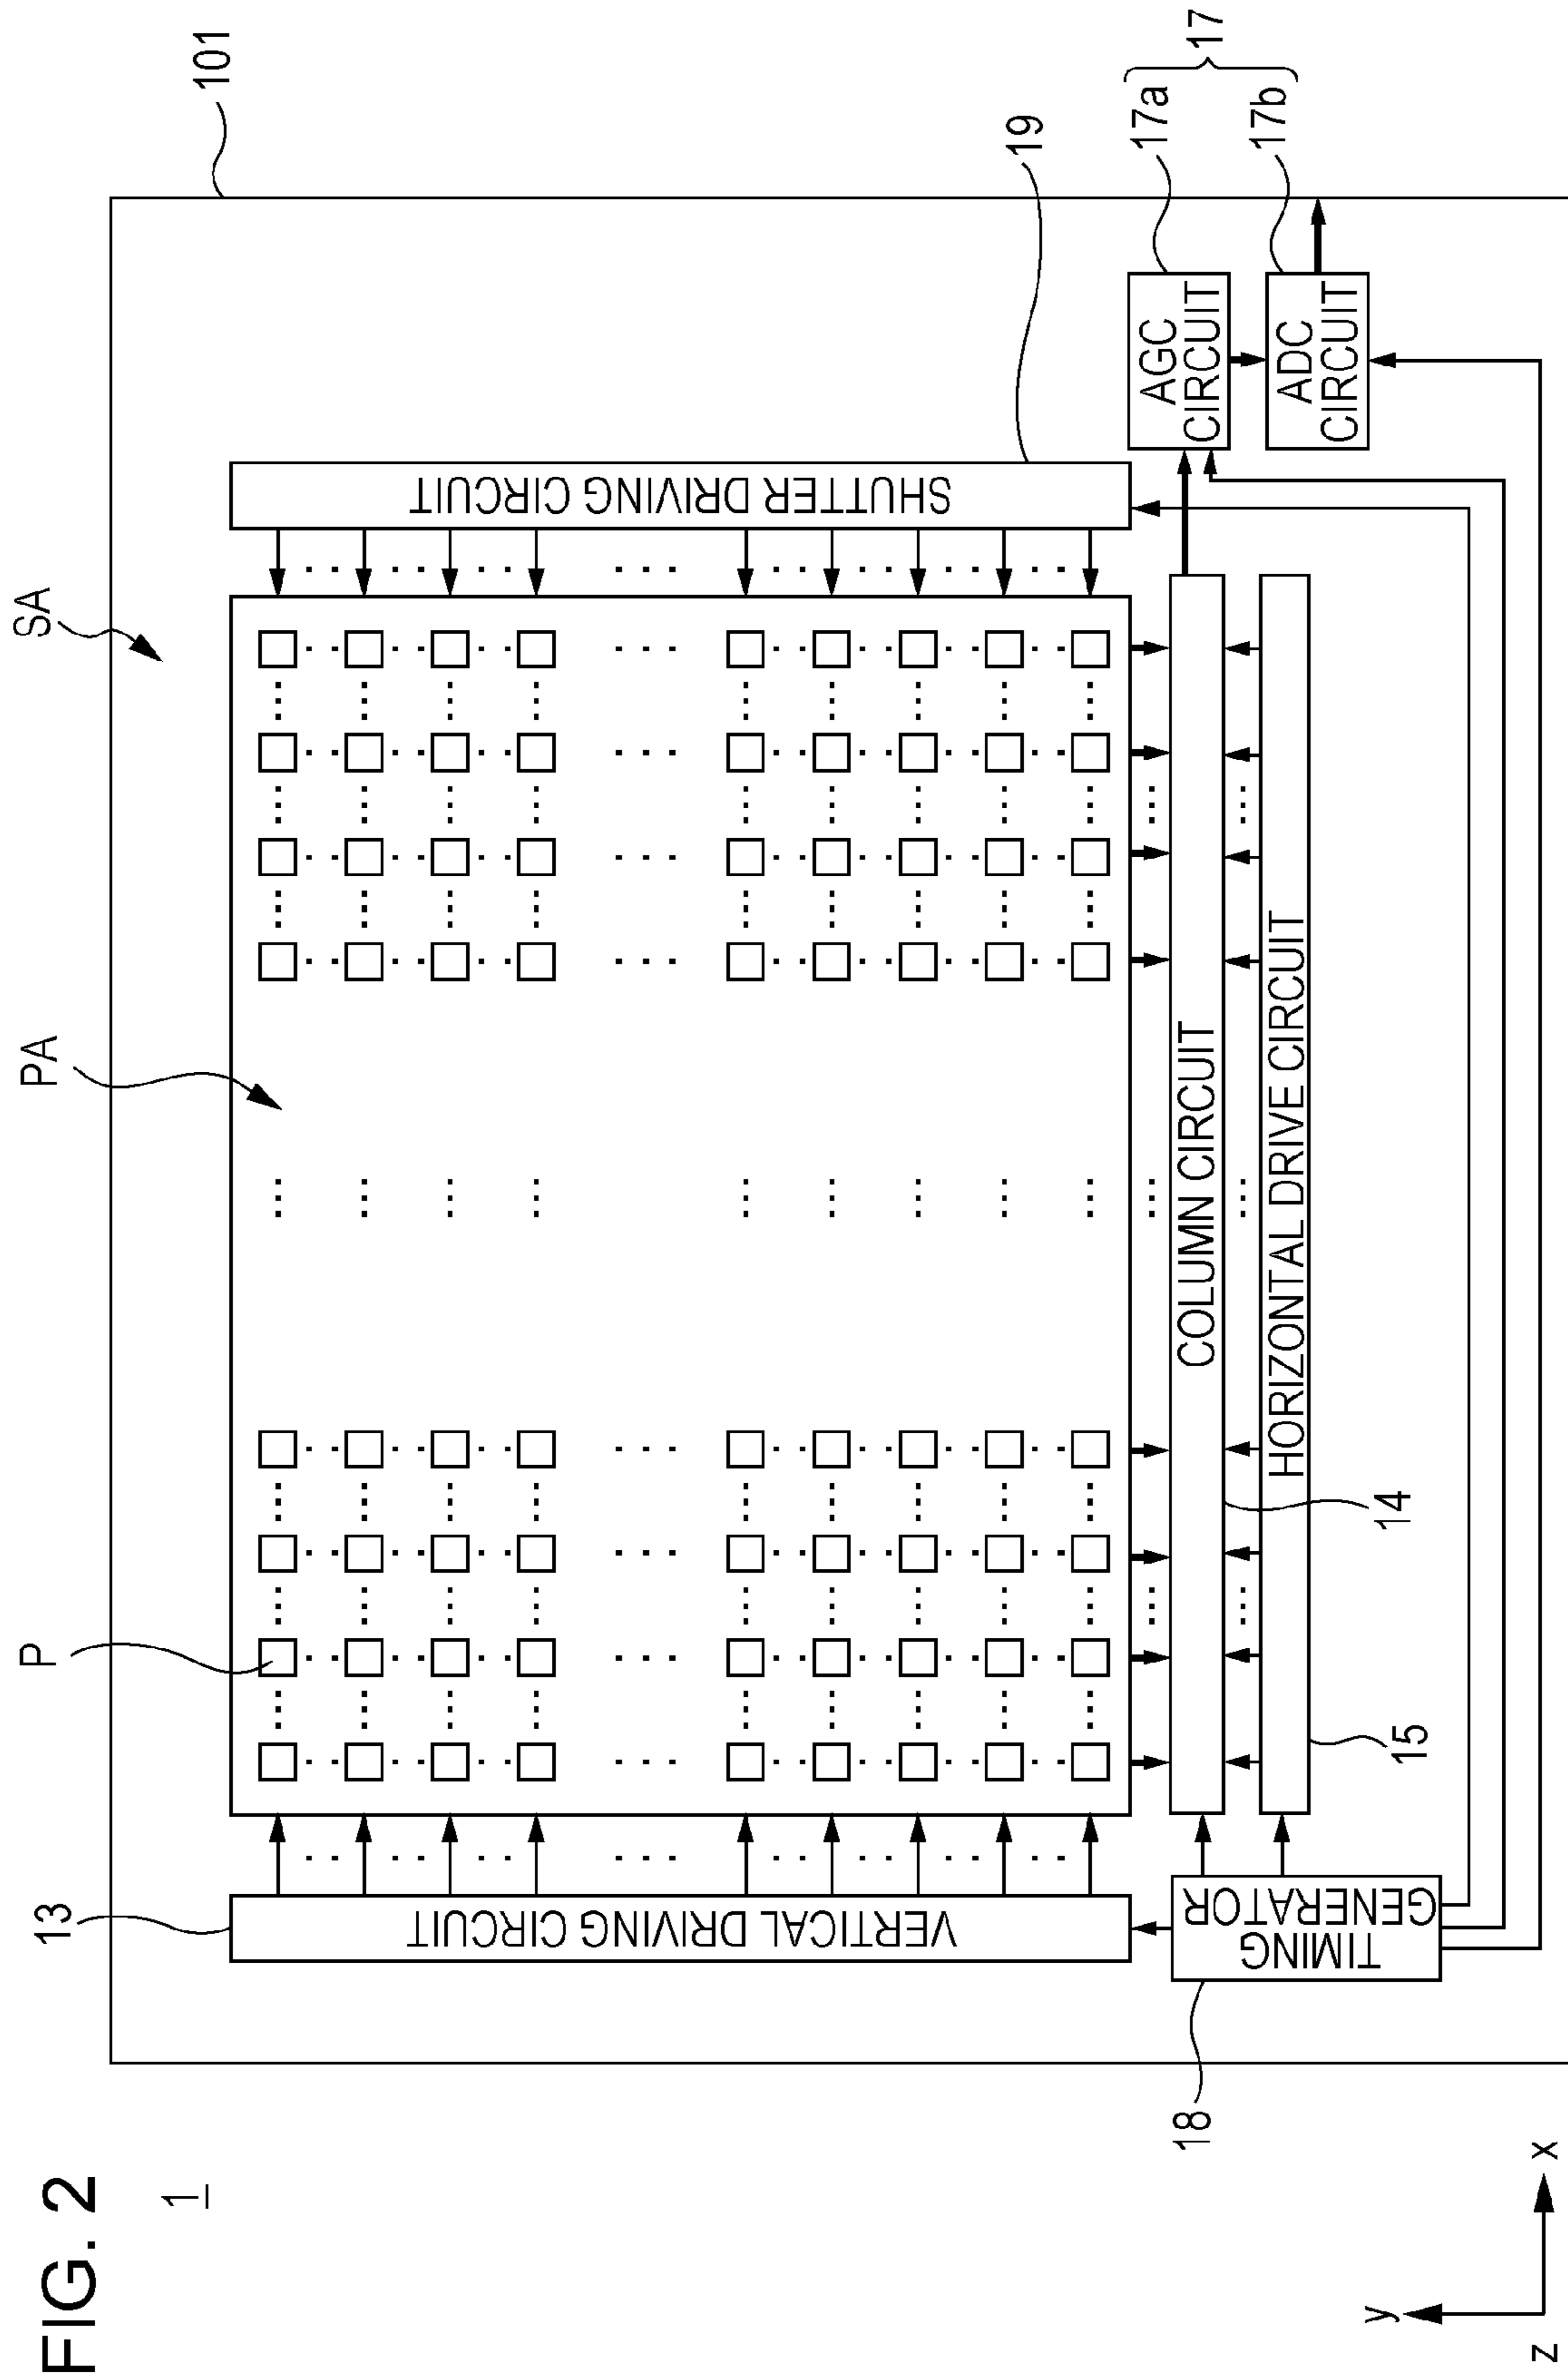 FIG. 2
1
SA
PA
P
101
13
VERTICAL DRIVING CIRCUIT
SHUTTER DRIVING CIRCUIT
19
COLUMN CIRCUIT
14
HORIZONTAL DRIVE CIRCUIT
15
TIMING
GENERATOR
18
AGC
CIRCUIT
17a
ADC
CIRCUIT
17b
17
y
z
x